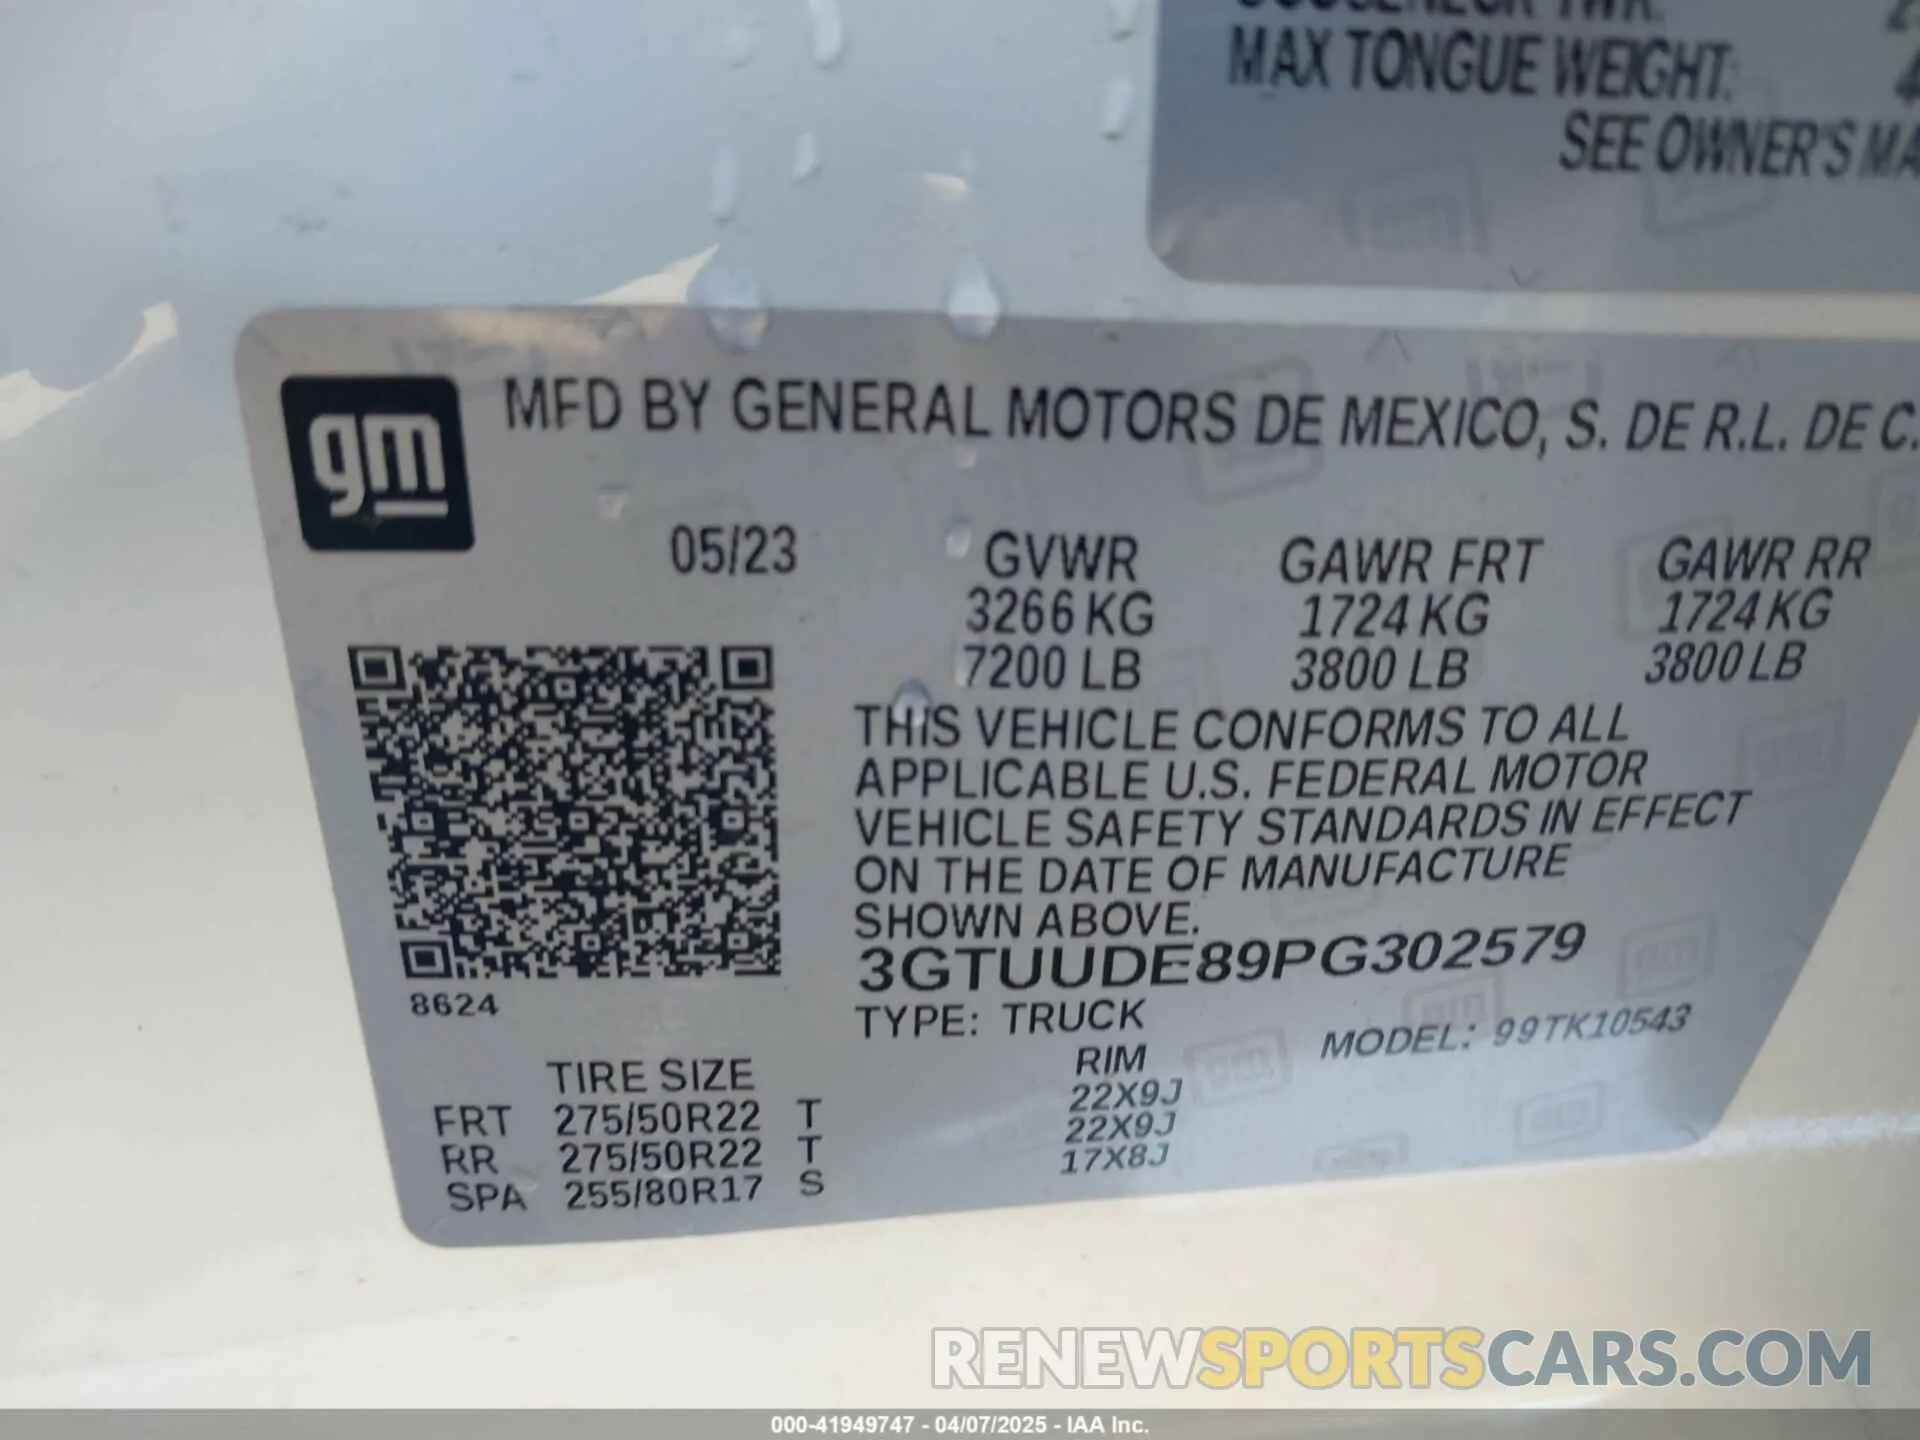 MAX TONGUE WEIGHT:
SEE OWNER'S
gm
MFD BY GENERAL MOTORS DE MEXICO, S. DE R.L. DE C.
05/23
GVWR GAWR FRT GAWR RR
3266 KG 1724 KG 1724 KG
7200 LB 3800 LB 3800 LB
THIS VEHICLE CONFORMS TO ALL
APPLICABLE U.S. FEDERAL MOTOR
VEHICLE SAFETY STANDARDS IN EFFECT
ON THE DATE OF MANUFACTURE
SHOWN ABOVE.
3GTUUDE89PG302579
8624
TYPE: TRUCK MODEL: 99TK10543
TIRE SIZE RIM
FRT 275/50R22 T 22X9J
RR 275/50R22 T 22X9J
SPA 255/80R17 S 17X8J
RENEWSPORTSCARS.COM
000-41949747 - 04/07/2025 - IAA Inc.